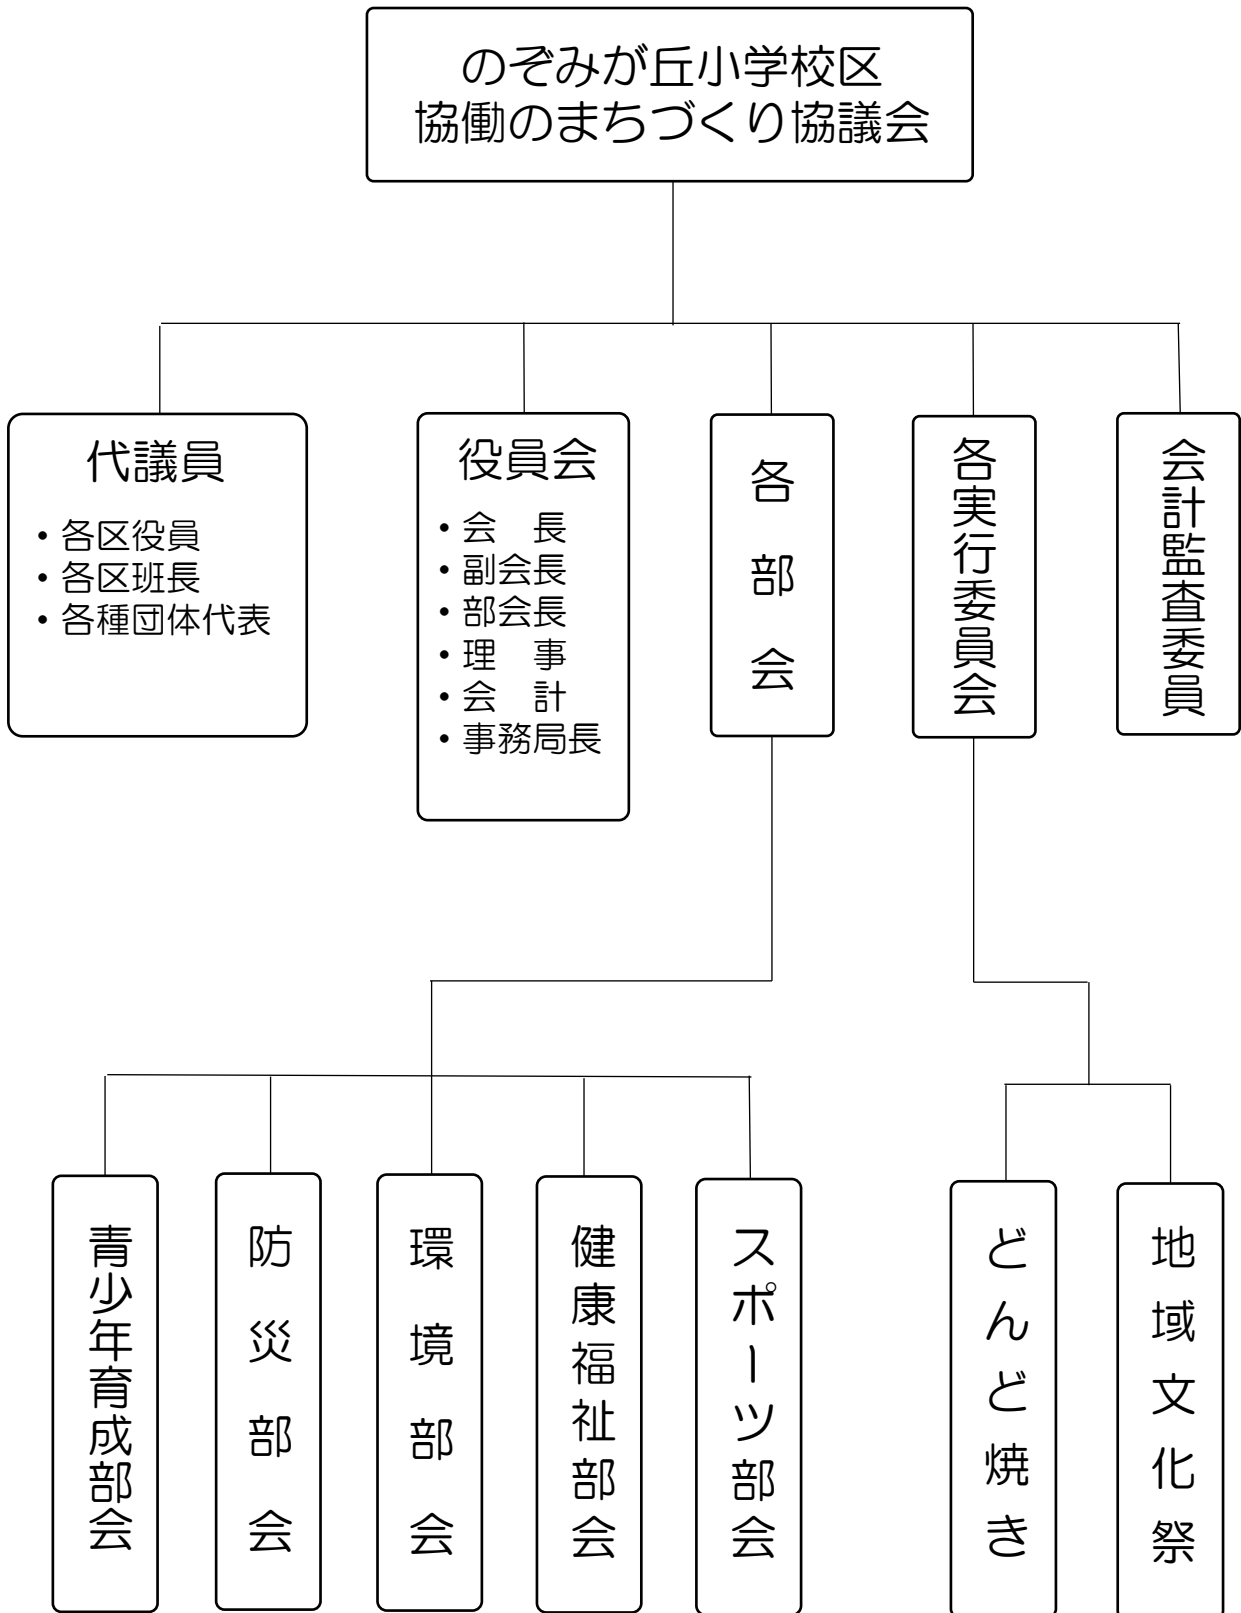 のぞみが丘小学校区
協働のまちづくり協議会
代議員
・各区役員
・各区班長
・各種団体代表
役員会
・会　長
・副会長
・部会長
・理　事
・会　計
・事務局長
各部会
各実行委員会
会計監査委員
青少年育成部会
防災部会
環境部会
健康福祉部会
スポーツ部会
どんど焼き
地域文化祭